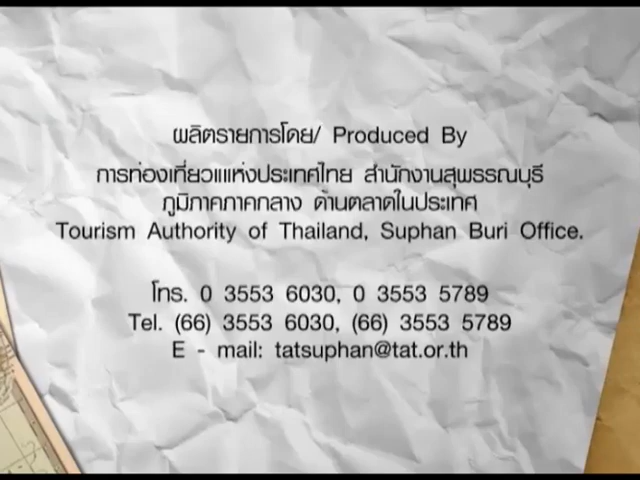 ผลิตรายการโดย/ Produced By
การท่องเที่ยวแห่งประเทศไทย สำนักงานสุพรรณบุรี
ภูมิภาคภาคกลาง ด้านตลาดในประเทศ
Tourism Authority of Thailand, Suphan Buri Office.
โทร. 0 3553 6030, 0 3553 5789
Tel. (66) 3553 6030, (66) 3553 5789
E - mail: tatsuphan@tat.or.th